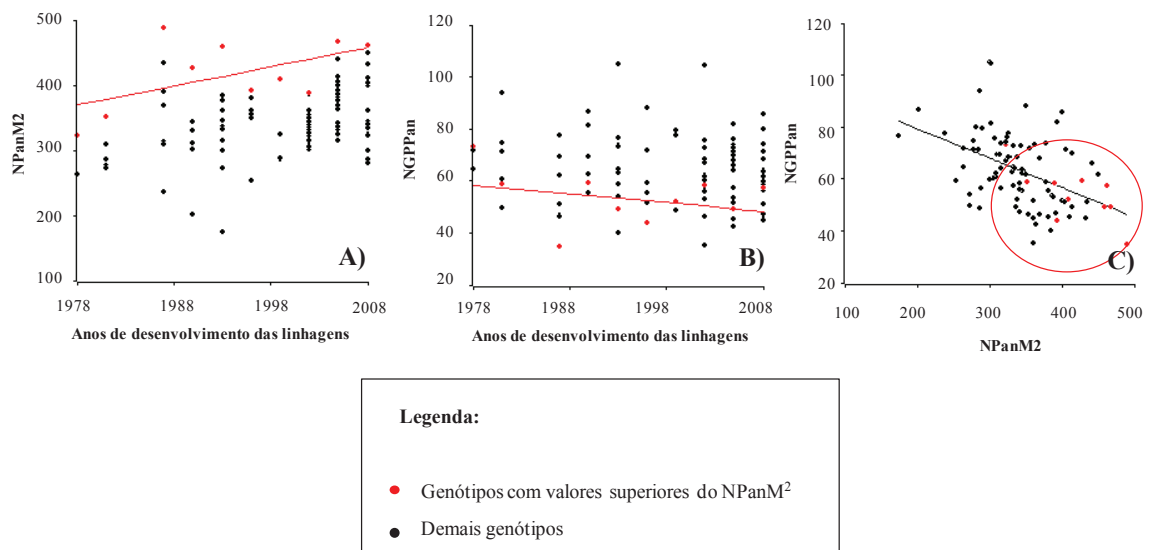 NPanM2
500
400
300
200
100
1978
1988
1999
2008
A)
Anos de desenvolvimento das linhagens
NGPPan
120
100
80
60
40
20
1978
1988
1998
2008
B)
Anos de desenvolvimento das linhagens
NGPPan
120
100
80
60
40
20
100
200
300
400
500
C)
NPanM2
Legenda:
Genótipos com valores superiores do NPanM²
Demais genótipos